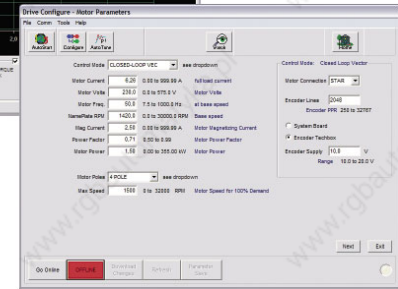 Drive Configure - Motor Parameters
File Comm Tools Help
AutoStart Configure AutoTune Home
Control Mode CLOSED-LOOP VEC see dropdown
Motor Current 6,26 0.00 to 999.99 A full load current
Motor Volts 230,0 0.0 to 575.0 V Motor Volts
Motor Freq. 50,0 7.5 to 1000.0 Hz at base speed
NamePlate RPM 1420,0 0.0 to 30000.0 RPM Base speed
Mag Current 2,50 0.00 to 999.99 A Motor Magnetizing Current
Power Factor 0,71 0.50 to 0.99 Motor Power Factor
Motor Power 1,50 0.00 to 355.00 kW Motor Power
Motor Poles 4 POLE see dropdown
Max Speed 1500 0 to 32000 RPM Motor Speed for 100% Demand
Control Mode: Closed Loop Vector
Motor Connection STAR
Encoder Lines 2048
Encoder PPR 250 to 32767
System Board
Encoder Techbox
Encoder Supply 10,0 V
Range 10.0 to 20.0 V
Next Exit
Go Online OFFLINE Download Changes Refresh Parameter Save